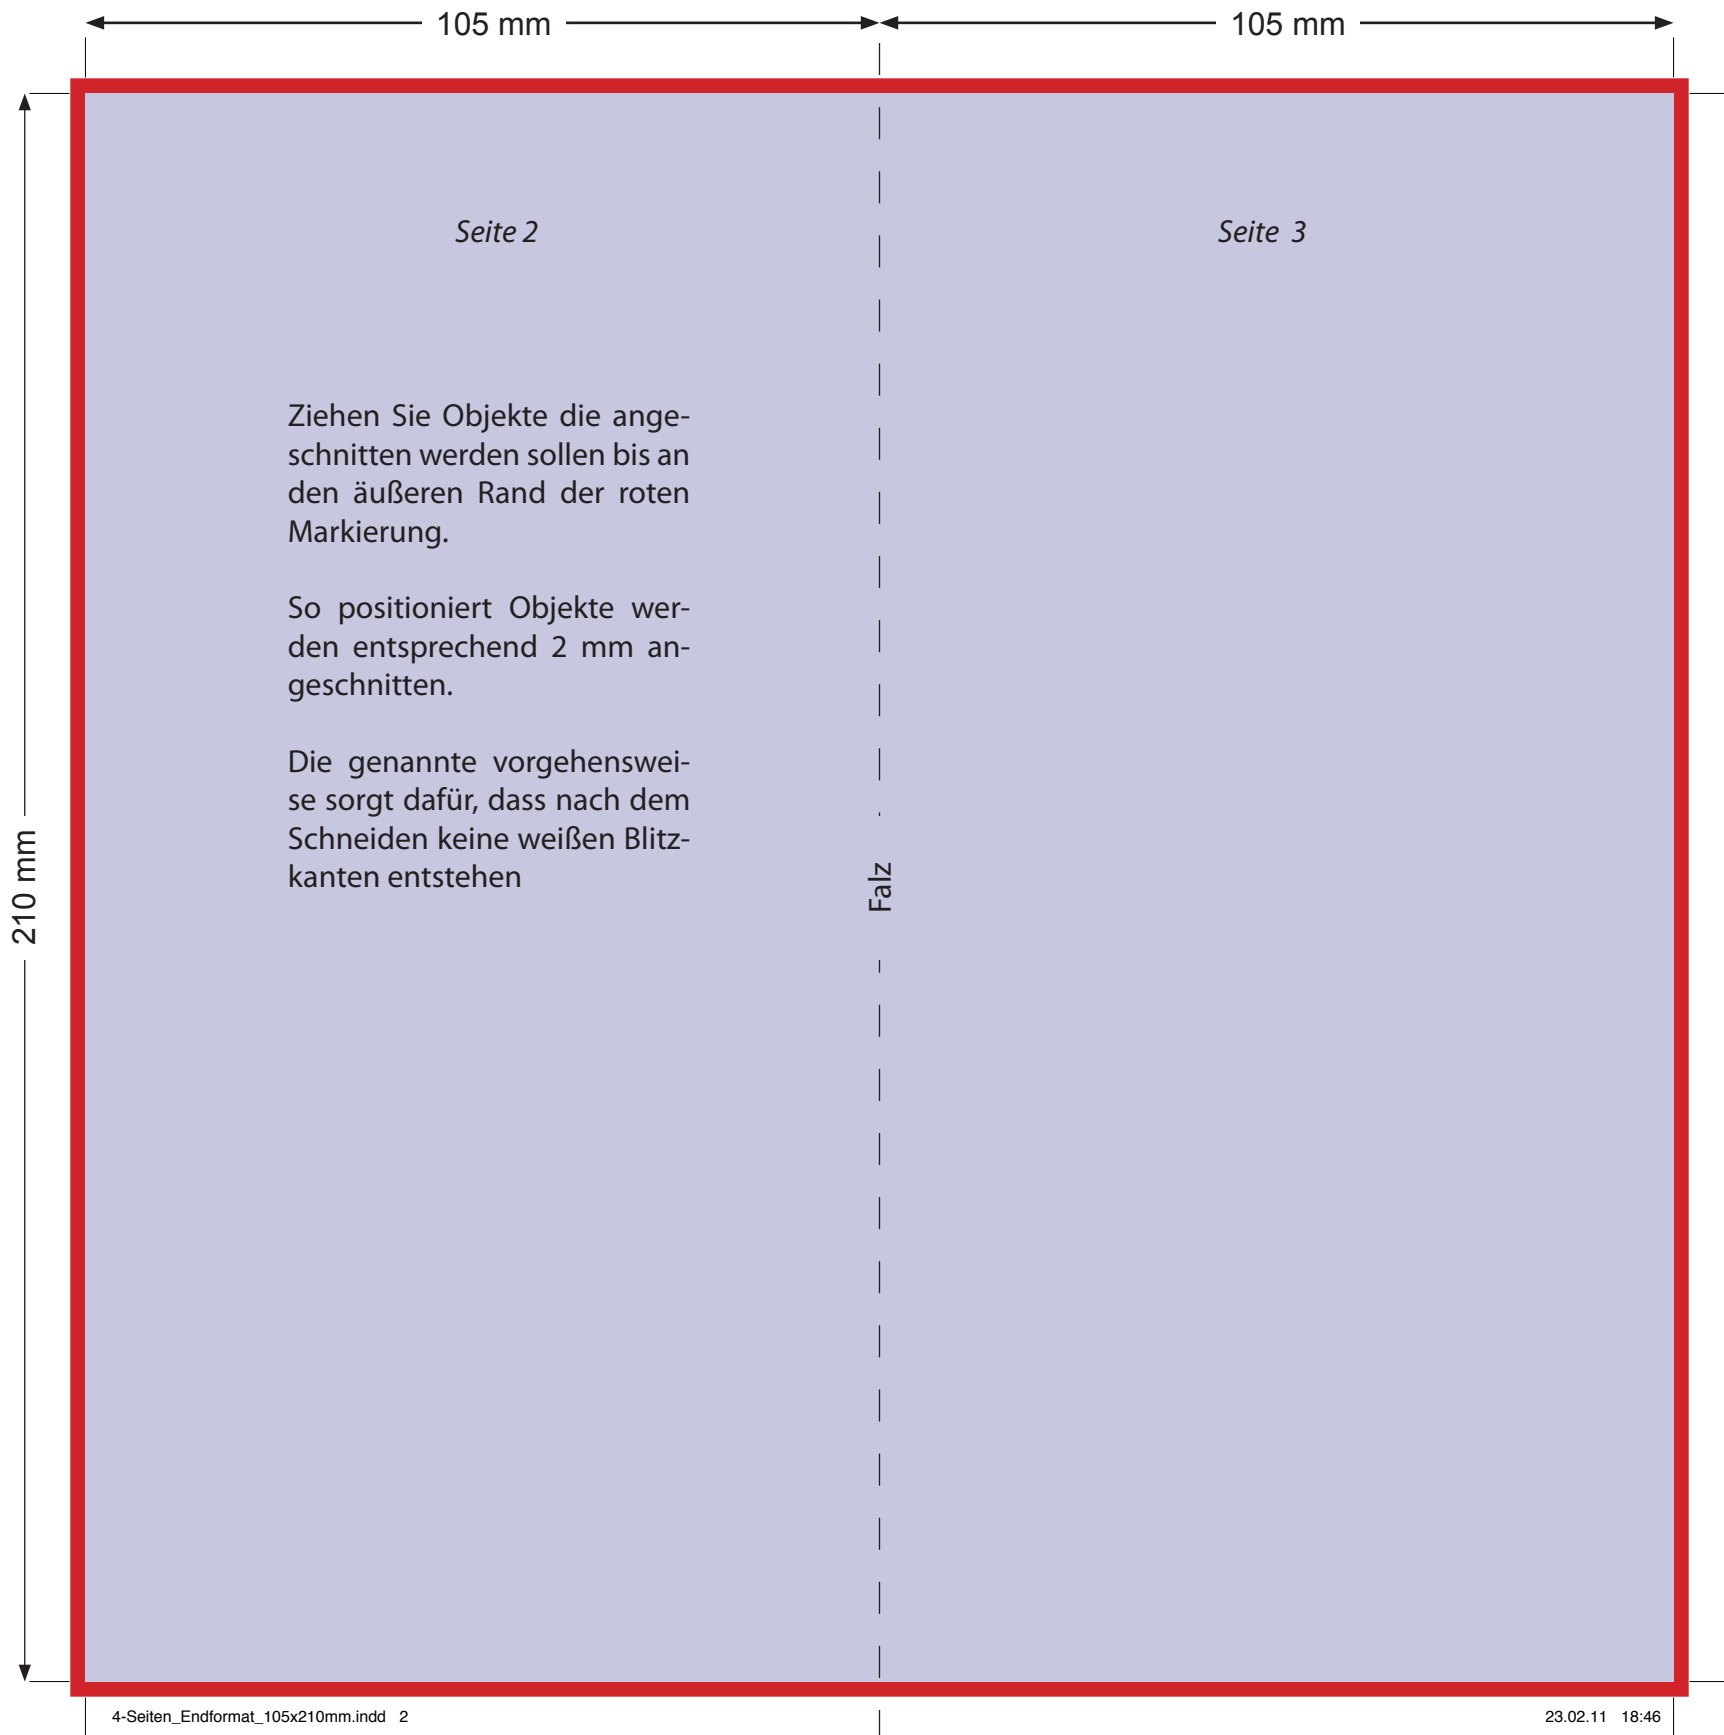 105 mm
105 mm
Seite 2
Seite 3
Ziehen Sie Objekte die ange-
schnitten werden sollen bis an
den äußeren Rand der roten
Markierung.
So positioniert Objekte wer-
den entsprechend 2 mm an-
geschnitten.
Die genannte vorgehenswei-
se sorgt dafür, dass nach dem
Schneiden keine weißen Blitz-
kanten entstehen
210 mm
Falz
4-Seiten_Endformat_105x210mm.indd 2
23.02.11 18:46